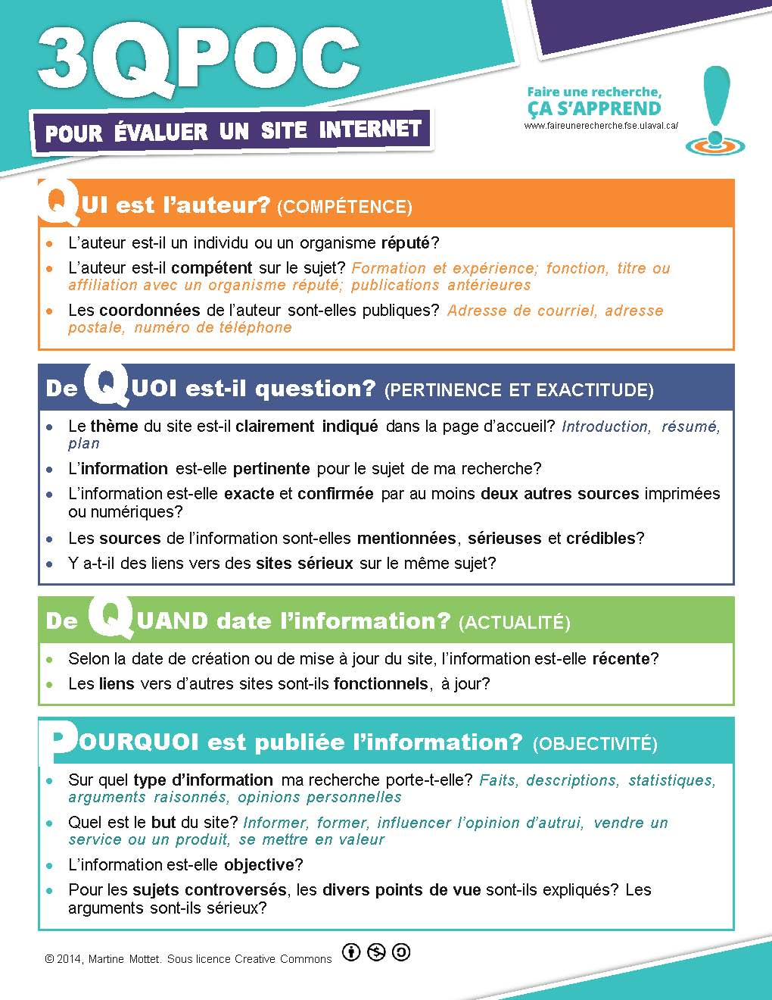 3QPOC
POUR ÉVALUER UN SITE INTERNET
Faire une recherche,
ÇA S'APPREND
www.faireunerecherche.fse.ulaval.ca/
QUI est l'auteur? (COMPÉTENCE)
• L'auteur est-il un individu ou un organisme réputé?
• L'auteur est-il compétent sur le sujet? Formation et expérience; fonction, titre ou
affiliation avec un organisme réputé; publications antérieures
• Les coordonnées de l'auteur sont-elles publiques? Adresse de courriel, adresse
postale, numéro de téléphone
De QUOI est-il question? (PERTINENCE ET EXACTITUDE)
• Le thème du site est-il clairement indiqué dans la page d'accueil? Introduction, résumé,
plan
• L'information est-elle pertinente pour le sujet de ma recherche?
• L'information est-elle exacte et confirmée par au moins deux autres sources imprimées
ou numériques?
• Les sources de l'information sont-elles mentionnées, sérieuses et crédibles?
• Y a-t-il des liens vers des sites sérieux sur le même sujet?
De QUAND date l'information? (ACTUALITÉ)
• Selon la date de création ou de mise à jour du site, l'information est-elle récente?
• Les liens vers d'autres sites sont-ils fonctionnels, à jour?
POURQUOI est publiée l'information? (OBJECTIVITÉ)
• Sur quel type d'information ma recherche porte-t-elle? Faits, descriptions, statistiques,
arguments raisonnés, opinions personnelles
• Quel est le but du site? Informer, former, influencer l'opinion d'autrui, vendre un
service ou un produit, se mettre en valeur
• L'information est-elle objective?
• Pour les sujets controversés, les divers points de vue sont-ils expliqués? Les
arguments sont-ils sérieux?
© 2014, Martine Mottet. Sous licence Creative Commons